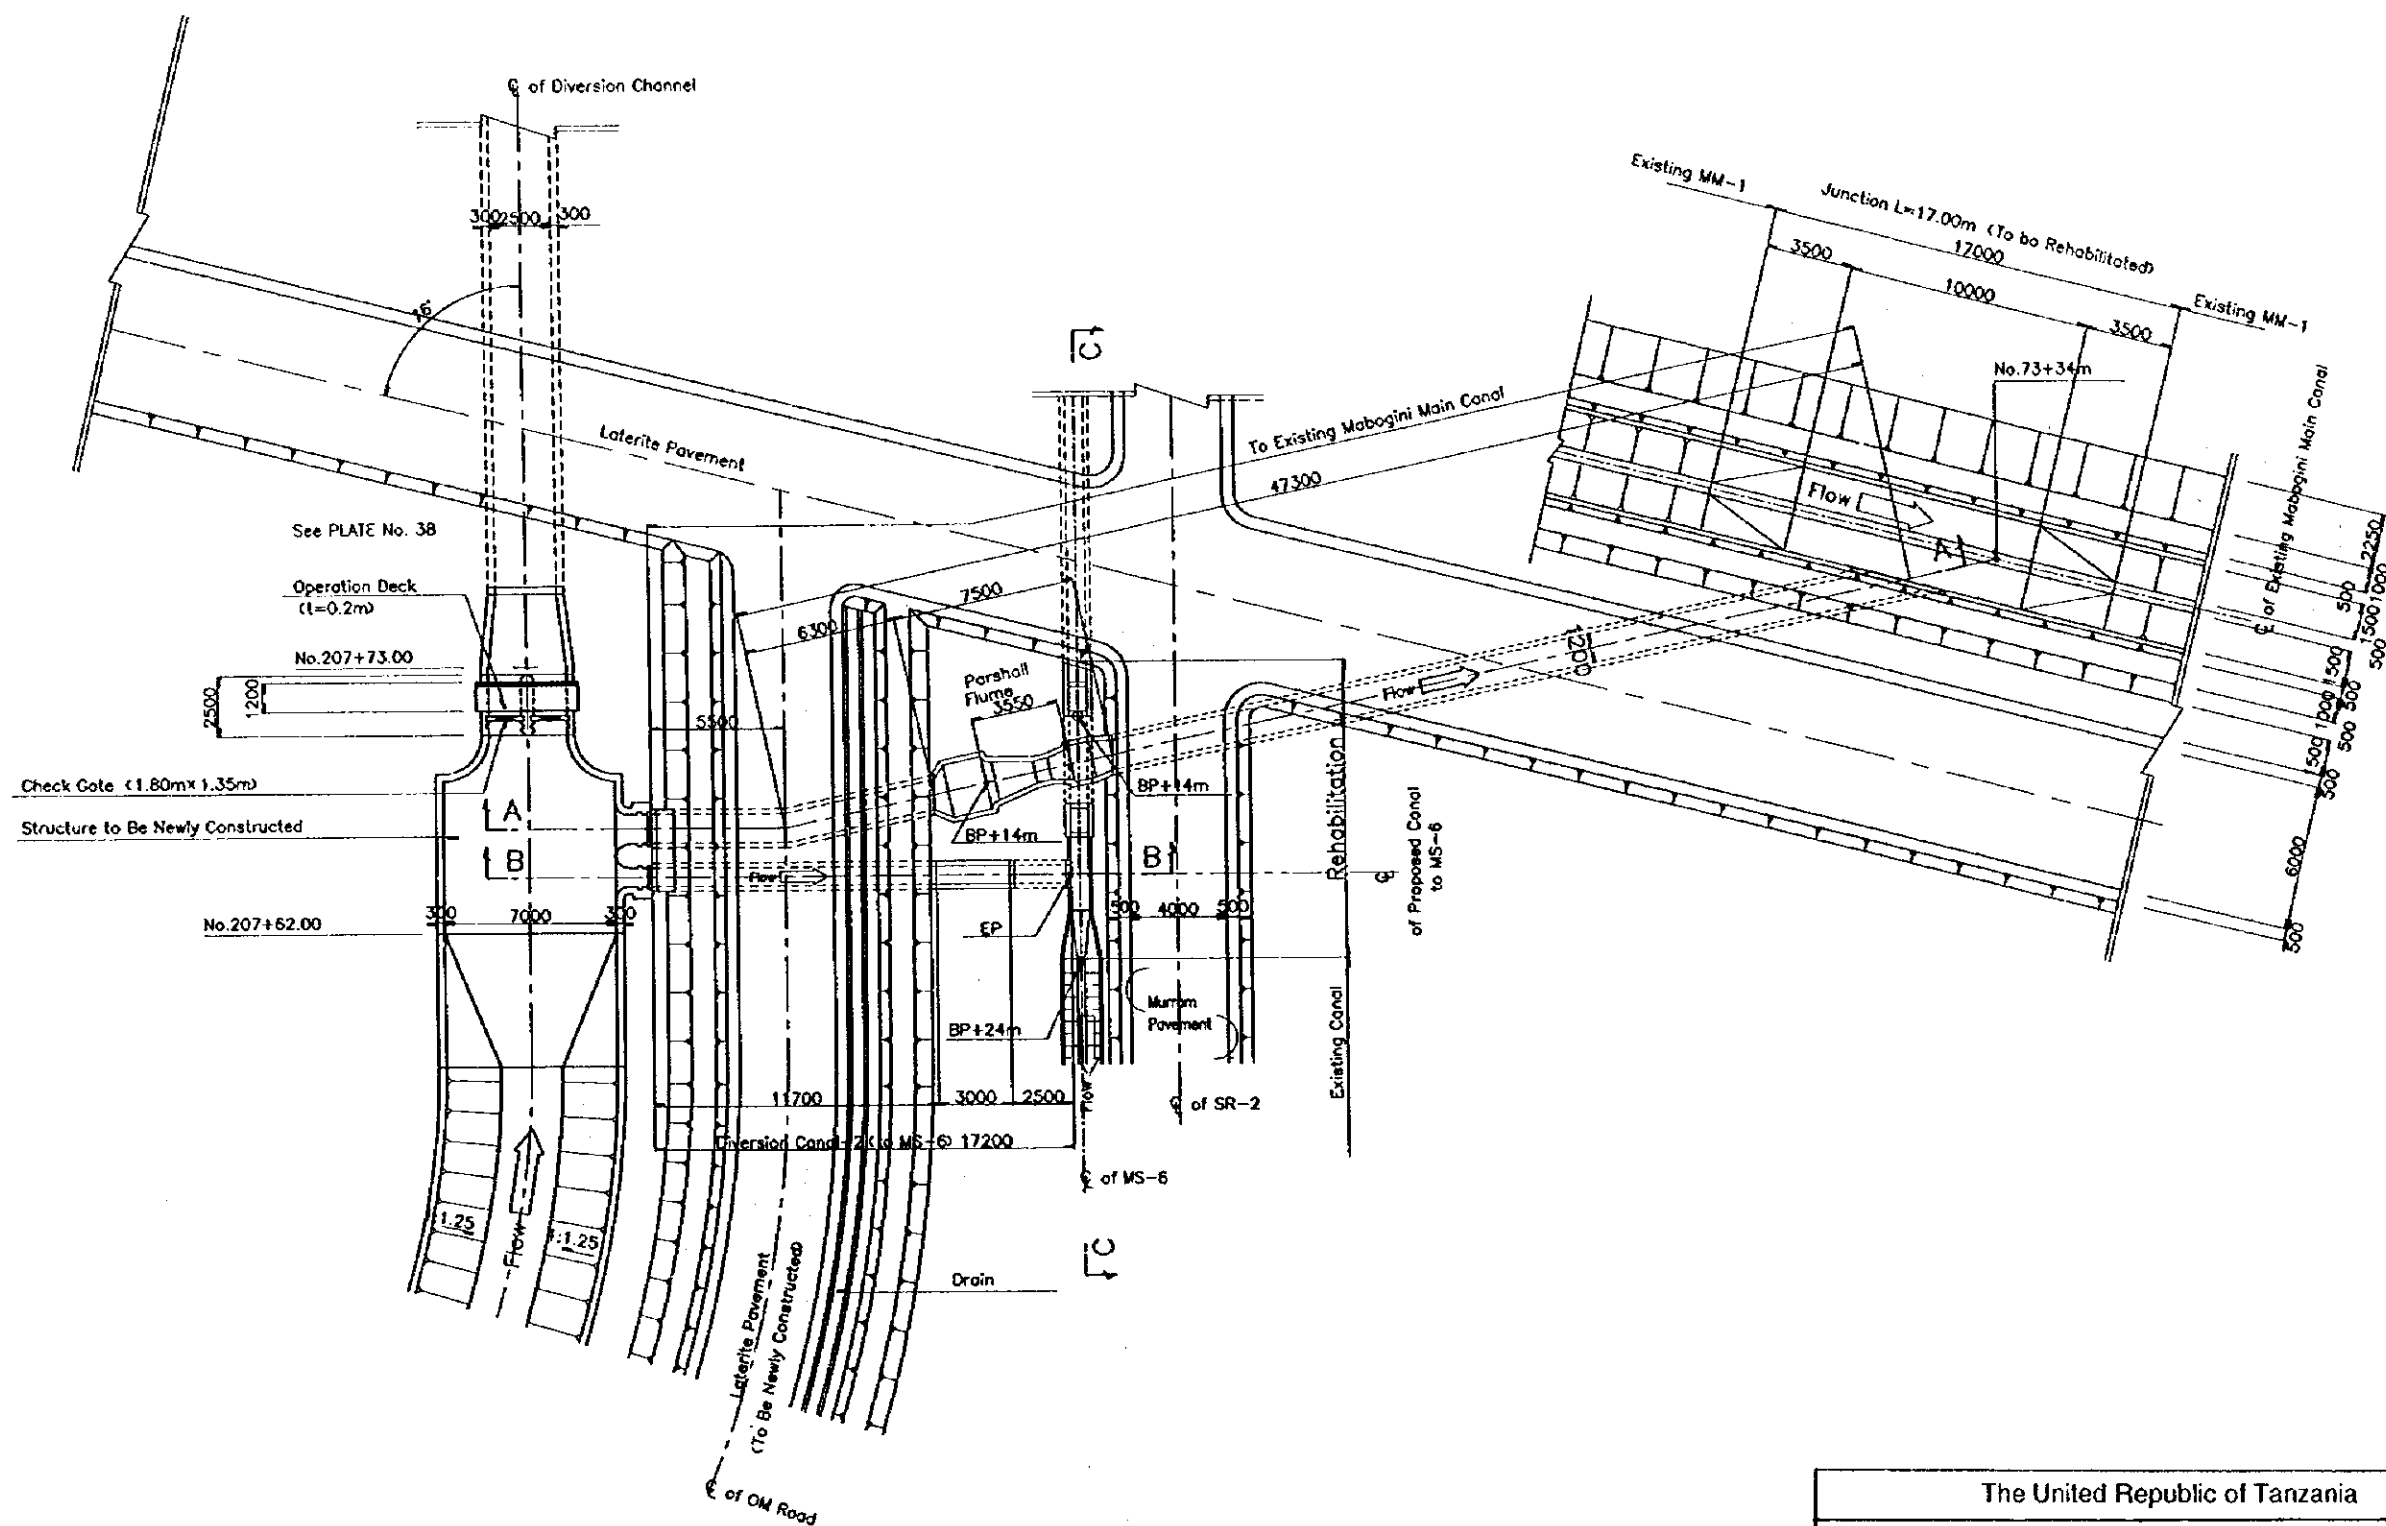 ℄ of Diversion Channel
300 2500 300
76°
Laterite Pavement
See PLATE No. 38
Operation Deck
(t=0.2m)
No.207+73.00
2500
1200
Check Gate (1.80m×1.35m)
Structure to Be Newly Constructed
A
B
No.207+62.00
300 7000 300
1.25
Flow
1:1.25
C
Existing MM-1
Junction L=17.00m (To be Rehabilitated)
3500
17000
10000
3500
Existing MM-1
No.73+34m
To Existing Mabogini Main Canal
47300
Flow
A
℄ of Existing Mabogini Main Canal
2250
1000
500
1500
500
1500
500
1000
500
1500
500
6000
500
7500
6300
5500
Parshall
Flume
3550
1200
Flow
BP+14m
BP+14m
Flow
B
Rehabilitation
℄
of Proposed Canal
to MS-6
500 4000 500
EP
Murram
Pavement
BP+24m
Existing Canal
11700 3000 2500
Flow
℄ of SR-2
Diversion Canal-2 (to MS-6) 17200
℄ of MS-6
C
Drain
Laterite Pavement
(To Be Newly Constructed)
℄ of OM Road
The United Republic of Tanzania